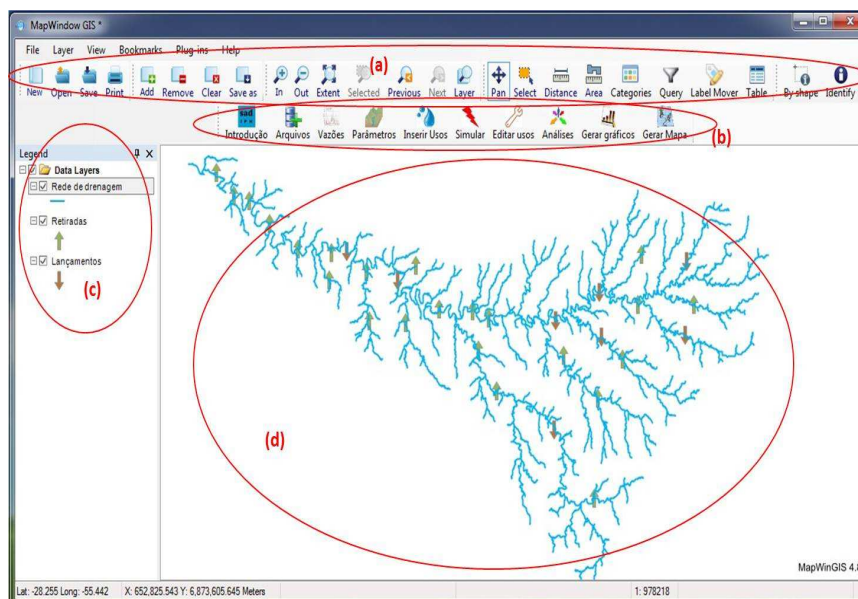 MapWindow GIS *
File Layer View Bookmarks Plug-ins Help
(a)
New Open Save Print Add Remove Clear Save as In Out Extent Selected Previous Next Layer Pan Select Distance Area Categories Query Label Mover Table By shape Identify
sad
Introdução Arquivos Vazões Parâmetros Inserir Usos Simular Editar usos Análises Gerar gráficos Gerar Mapa
(b)
Legend
Data Layers
Rede de drenagem
Retiradas
Lançamentos
(c)
(d)
MapWinGIS 4.8
Lat: -28.255 Long: -55.442 X: 652,825.543 Y: 6,873,605.645 Meters 1: 978218